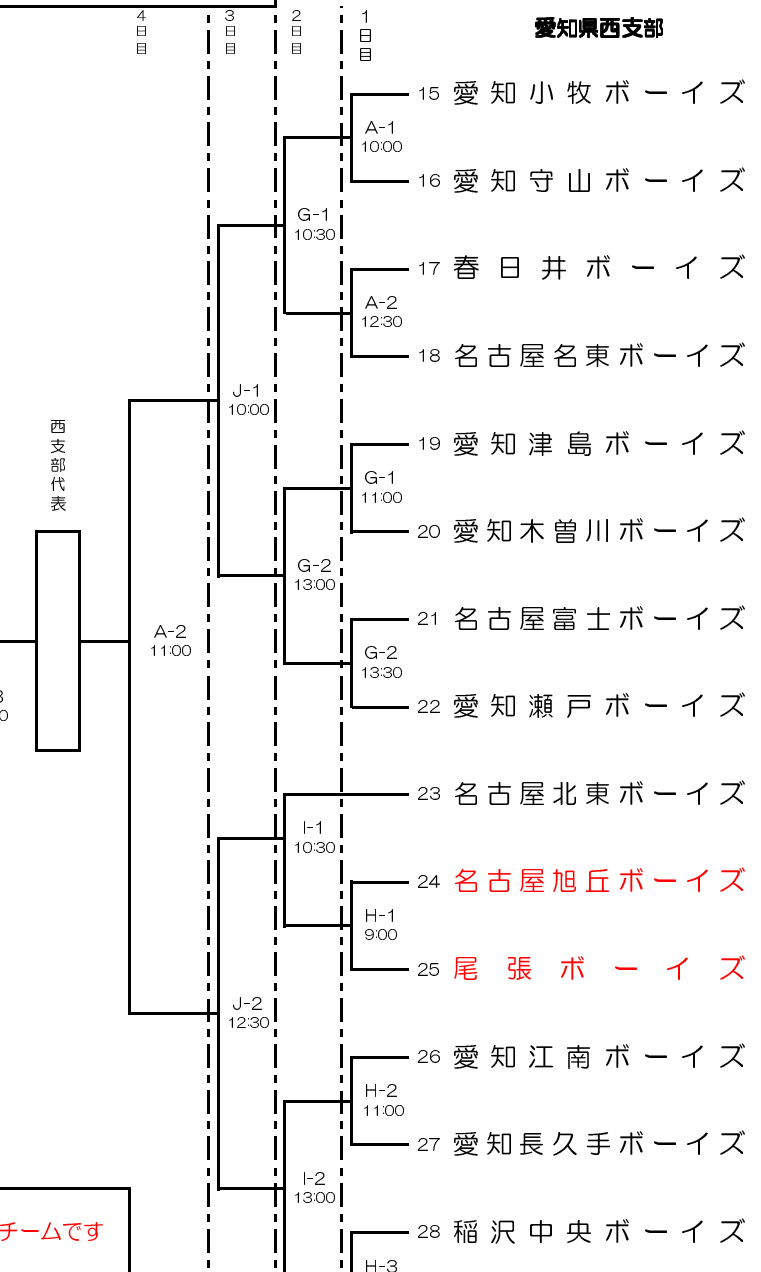 4日目
3日目
2日目
1日目
愛知県西支部
15 愛知小牧ボーイズ
A-1
10:00
16 愛知守山ボーイズ
G-1
10:30
17 春日井ボーイズ
A-2
12:30
18 名古屋名東ボーイズ
J-1
10:00
西支部代表
19 愛知津島ボーイズ
G-1
11:00
20 愛知木曽川ボーイズ
G-2
13:00
21 名古屋富士ボーイズ
A-2
11:00
G-2
13:30
22 愛知瀬戸ボーイズ
23 名古屋北東ボーイズ
I-1
10:30
24 名古屋旭丘ボーイズ
H-1
9:00
25 尾張ボーイズ
J-2
12:30
26 愛知江南ボーイズ
H-2
11:00
27 愛知長久手ボーイズ
I-2
13:00
28 稲沢中央ボーイズ
チームです
H-3